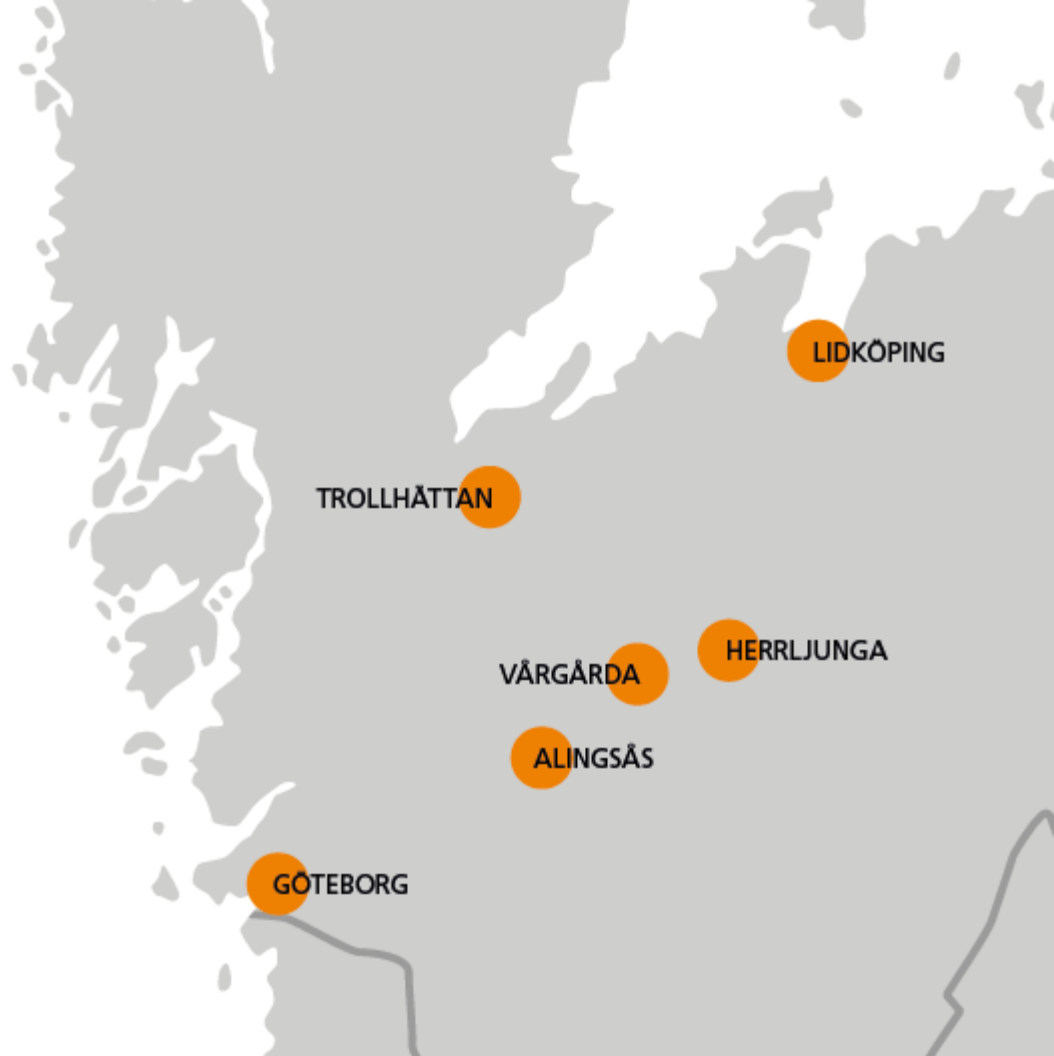 LIDKÖPING
TROLLHÄTTAN
HERRLJUNGA
VÅRGÅRDA
ALINGSÅS
GÖTEBORG